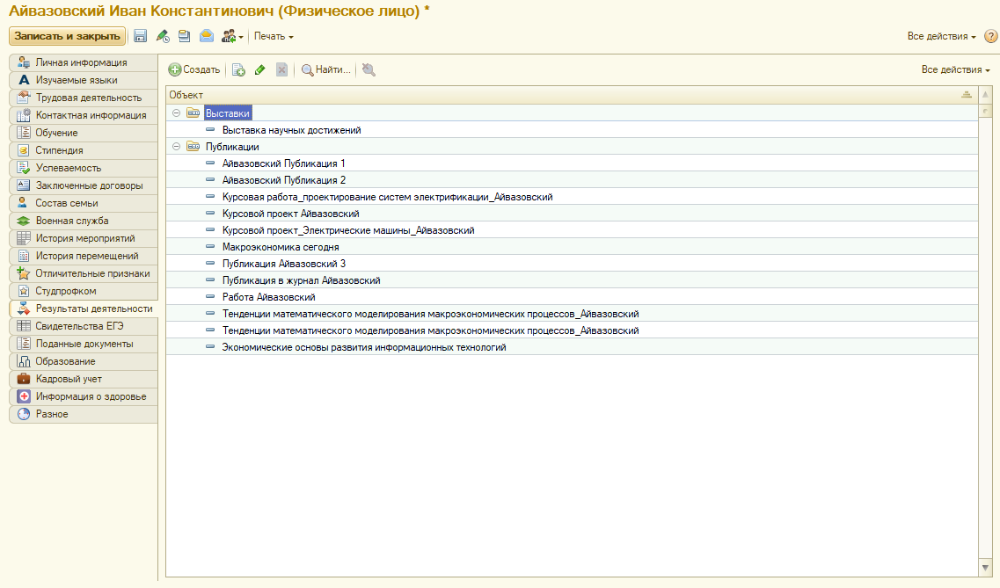 Айвазовский Иван Константинович (Физическое лицо) *
Записать и закрыть
Печать
Все действия
?
Личная информация
Изучаемые языки
Трудовая деятельность
Контактная информация
Обучение
Стипендия
Успеваемость
Заключенные договоры
Состав семьи
Военная служба
История мероприятий
История перемещений
Отличительные признаки
Студпрофком
Результаты деятельности
Свидетельства ЕГЭ
Поданные документы
Образование
Кадровый учет
Информация о здоровье
Разное
Создать
Найти...
Все действия
Объект
Выставки
Выставка научных достижений
Публикации
Айвазовский Публикация 1
Айвазовский Публикация 2
Курсовая работа_проектирование систем электрификации_Айвазовский
Курсовой проект Айвазовский
Курсовой проект_Электрические машины_Айвазовский
Макроэкономика сегодня
Публикация Айвазовский 3
Публикация в журнал Айвазовский
Работа Айвазовский
Тенденции математического моделирования макроэкономических процессов_Айвазовский
Тенденции математического моделирования макроэкономических процессов_Айвазовский
Экономические основы развития информационных технологий